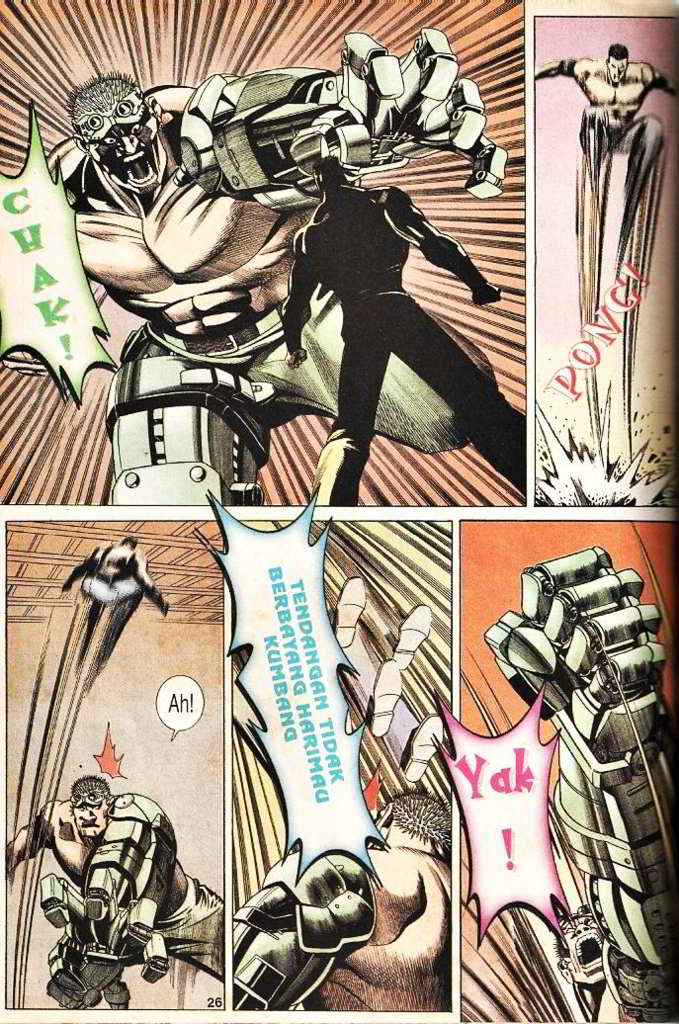 CHAK!
PONG!
Ah!
TENDANGAN TIDAK
BERBAYANG HARIMAU
KUMBANG
Yak
!
26